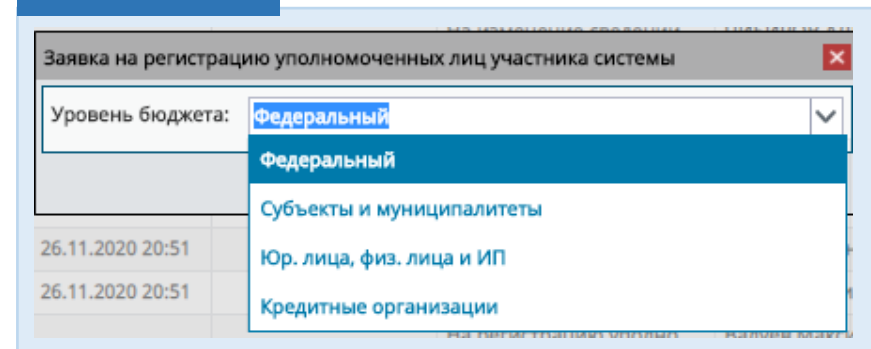 Заявка на регистрацию уполномоченных лиц участника системы
Уровень бюджета: Федеральный
Федеральный
Субъекты и муниципалитеты
26.11.2020 20:51
Юр. лица, физ. лица и ИП
26.11.2020 20:51
Кредитные организации